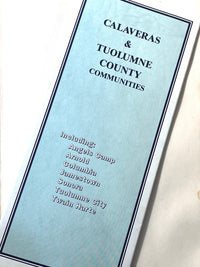 CALAVERAS
&
TUOLUMNE
COUNTY
COMMUNITIES
Including:
Angels Camp
Arnold
Columbia
Jamestown
Sonora
Tuolumne City
Twain Harte